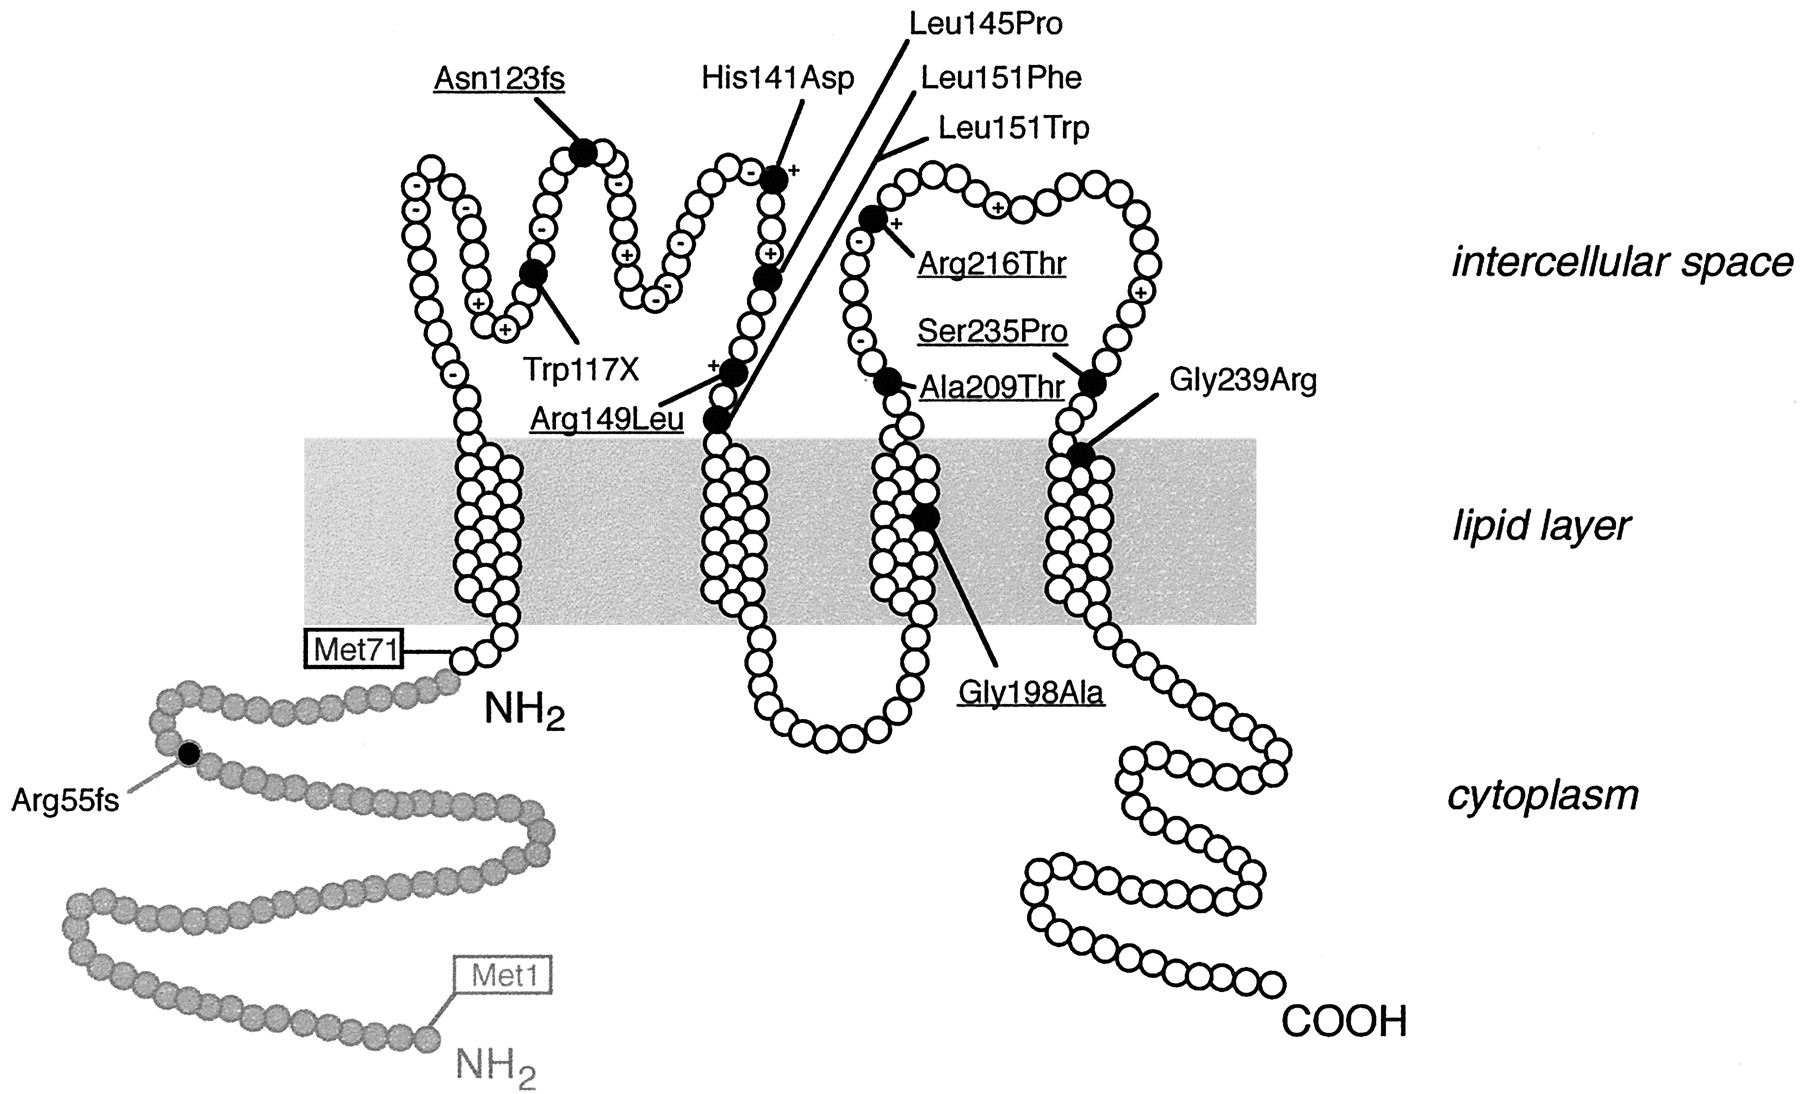 Leu145Pro
Asn123fs
His141Asp
Leu151Phe
Leu151Trp
intercellular space
Arg216Thr
Ser235Pro
Trp117X
Ala209Thr
Gly239Arg
Arg149Leu
lipid layer
Met71
NH2
Gly198Ala
Arg55fs
cytoplasm
Met1
COOH
NH2